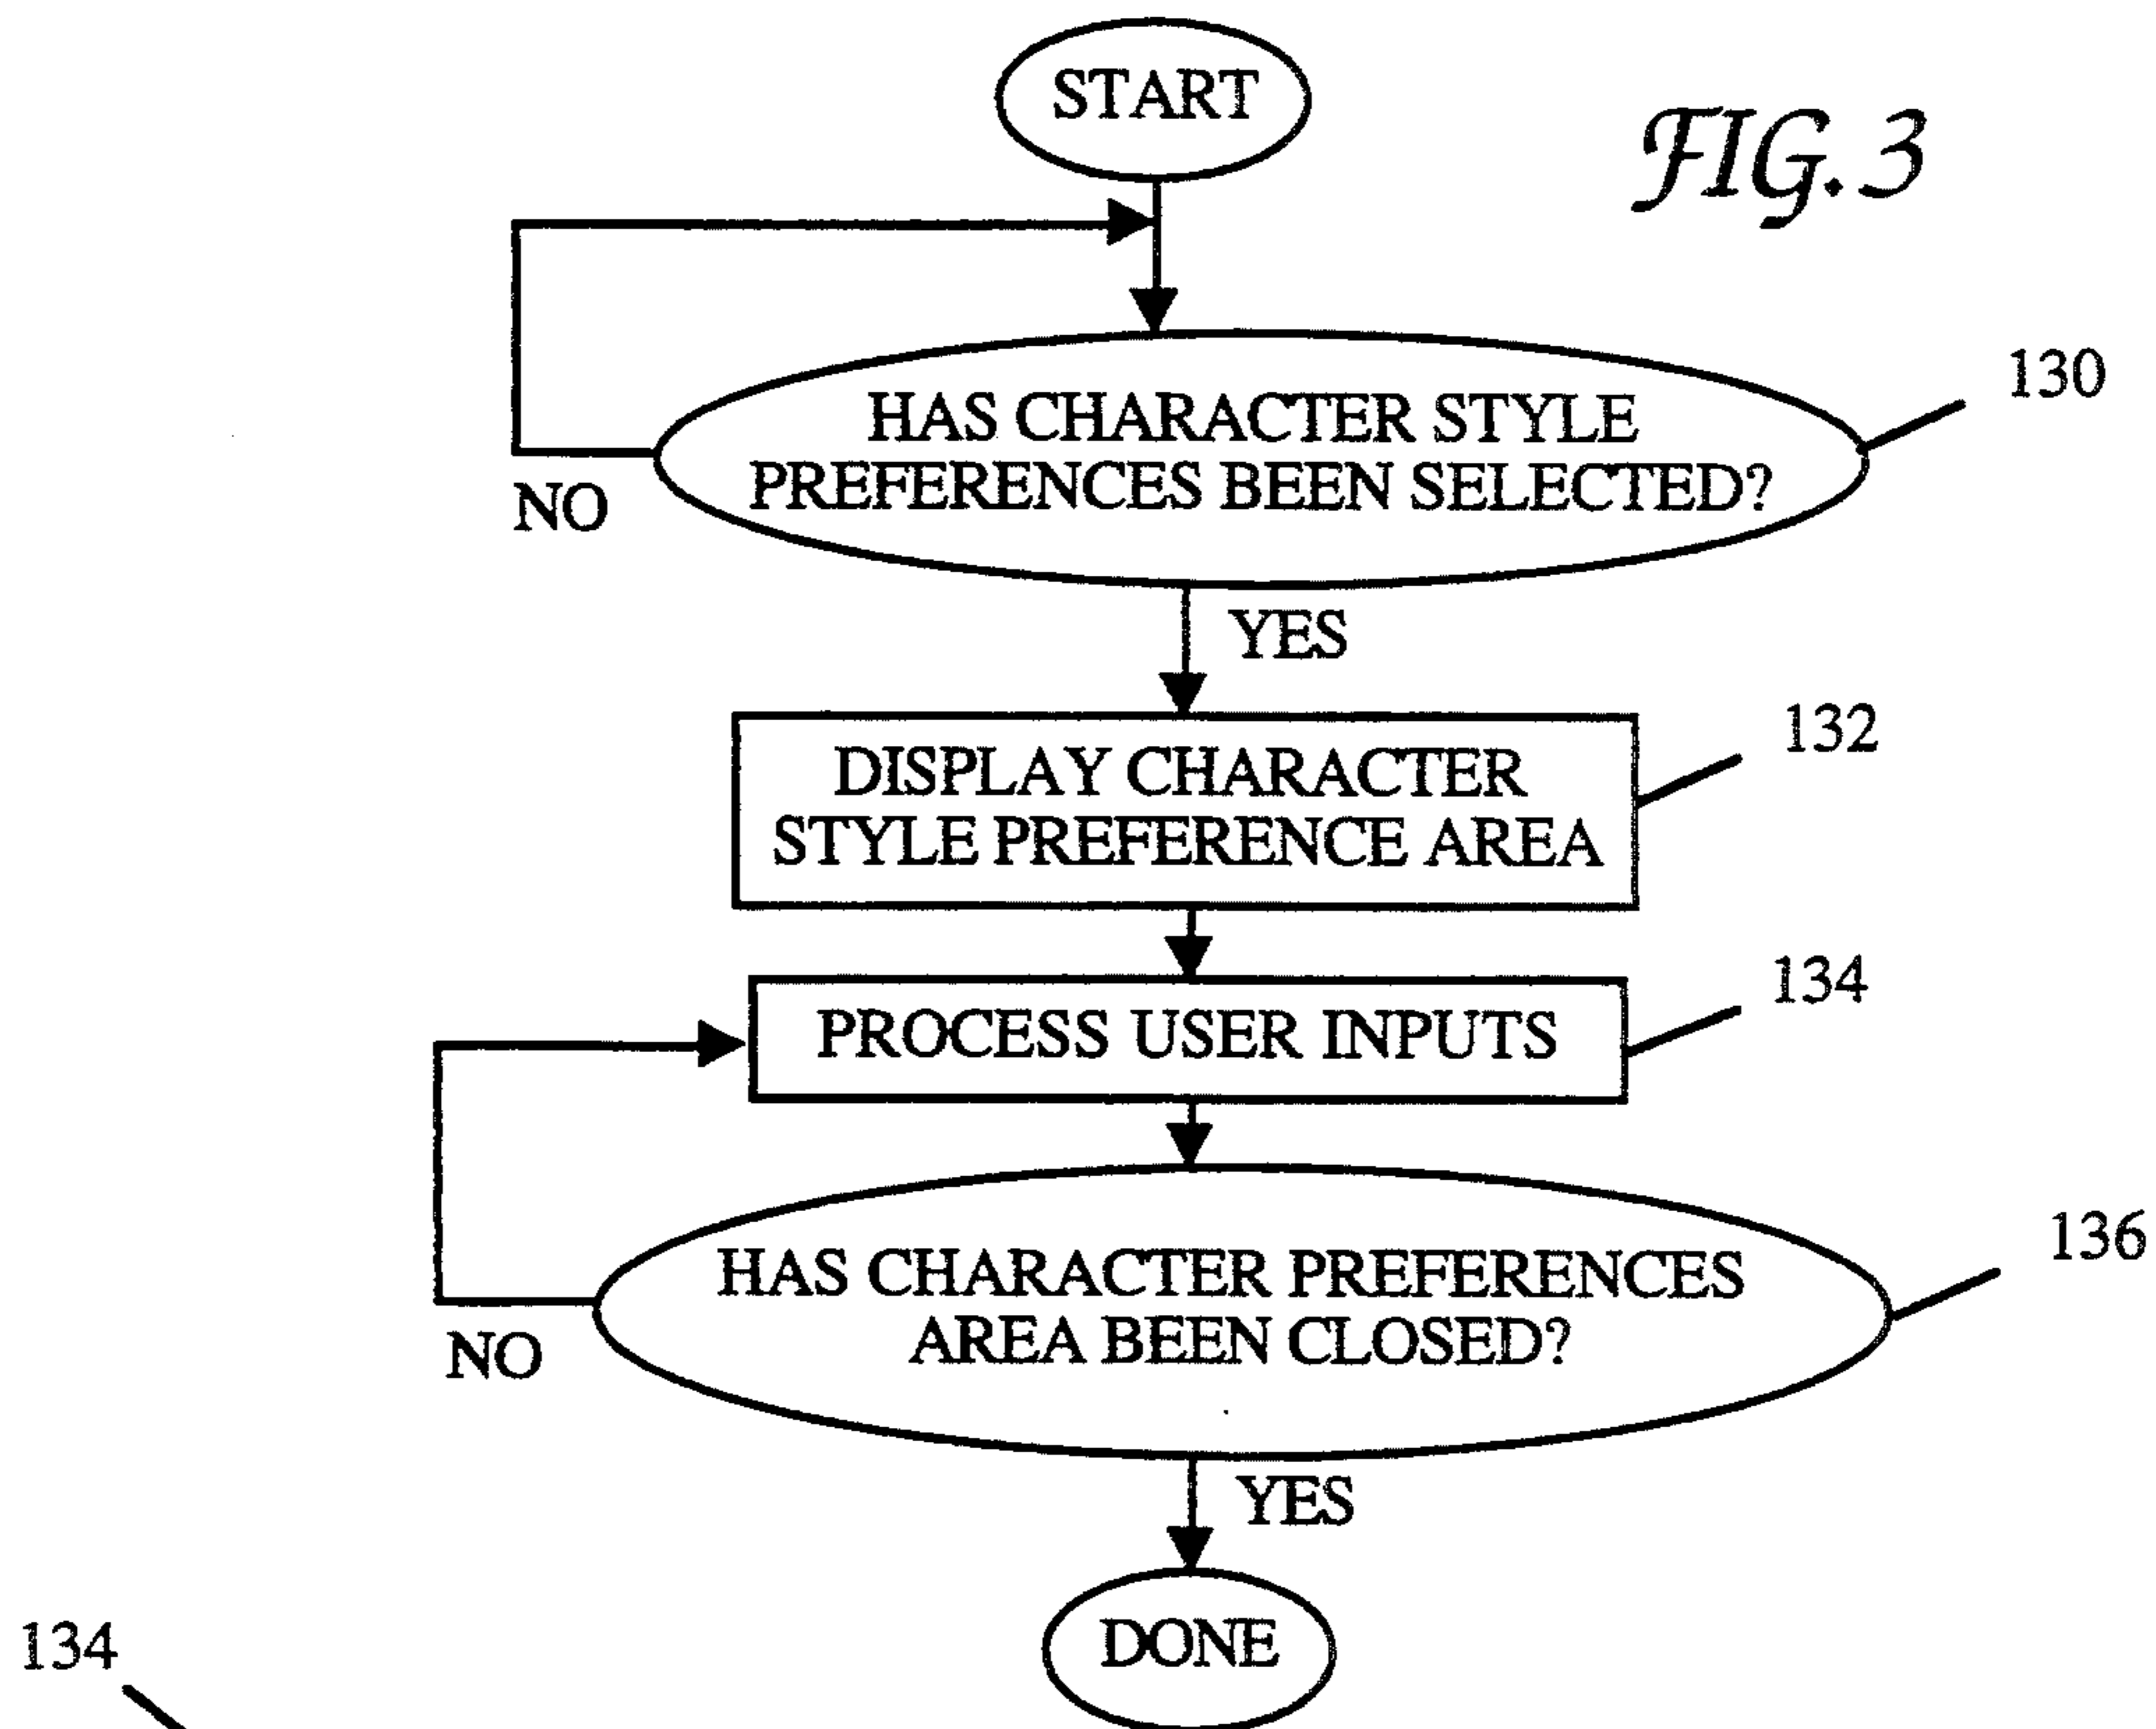 START
FIG. 3
130
HAS CHARACTER STYLE
PREFERENCES BEEN SELECTED?
NO
YES
132
DISPLAY CHARACTER
STYLE PREFERENCE AREA
134
PROCESS USER INPUTS
136
HAS CHARACTER PREFERENCES
AREA BEEN CLOSED?
NO
YES
DONE
134